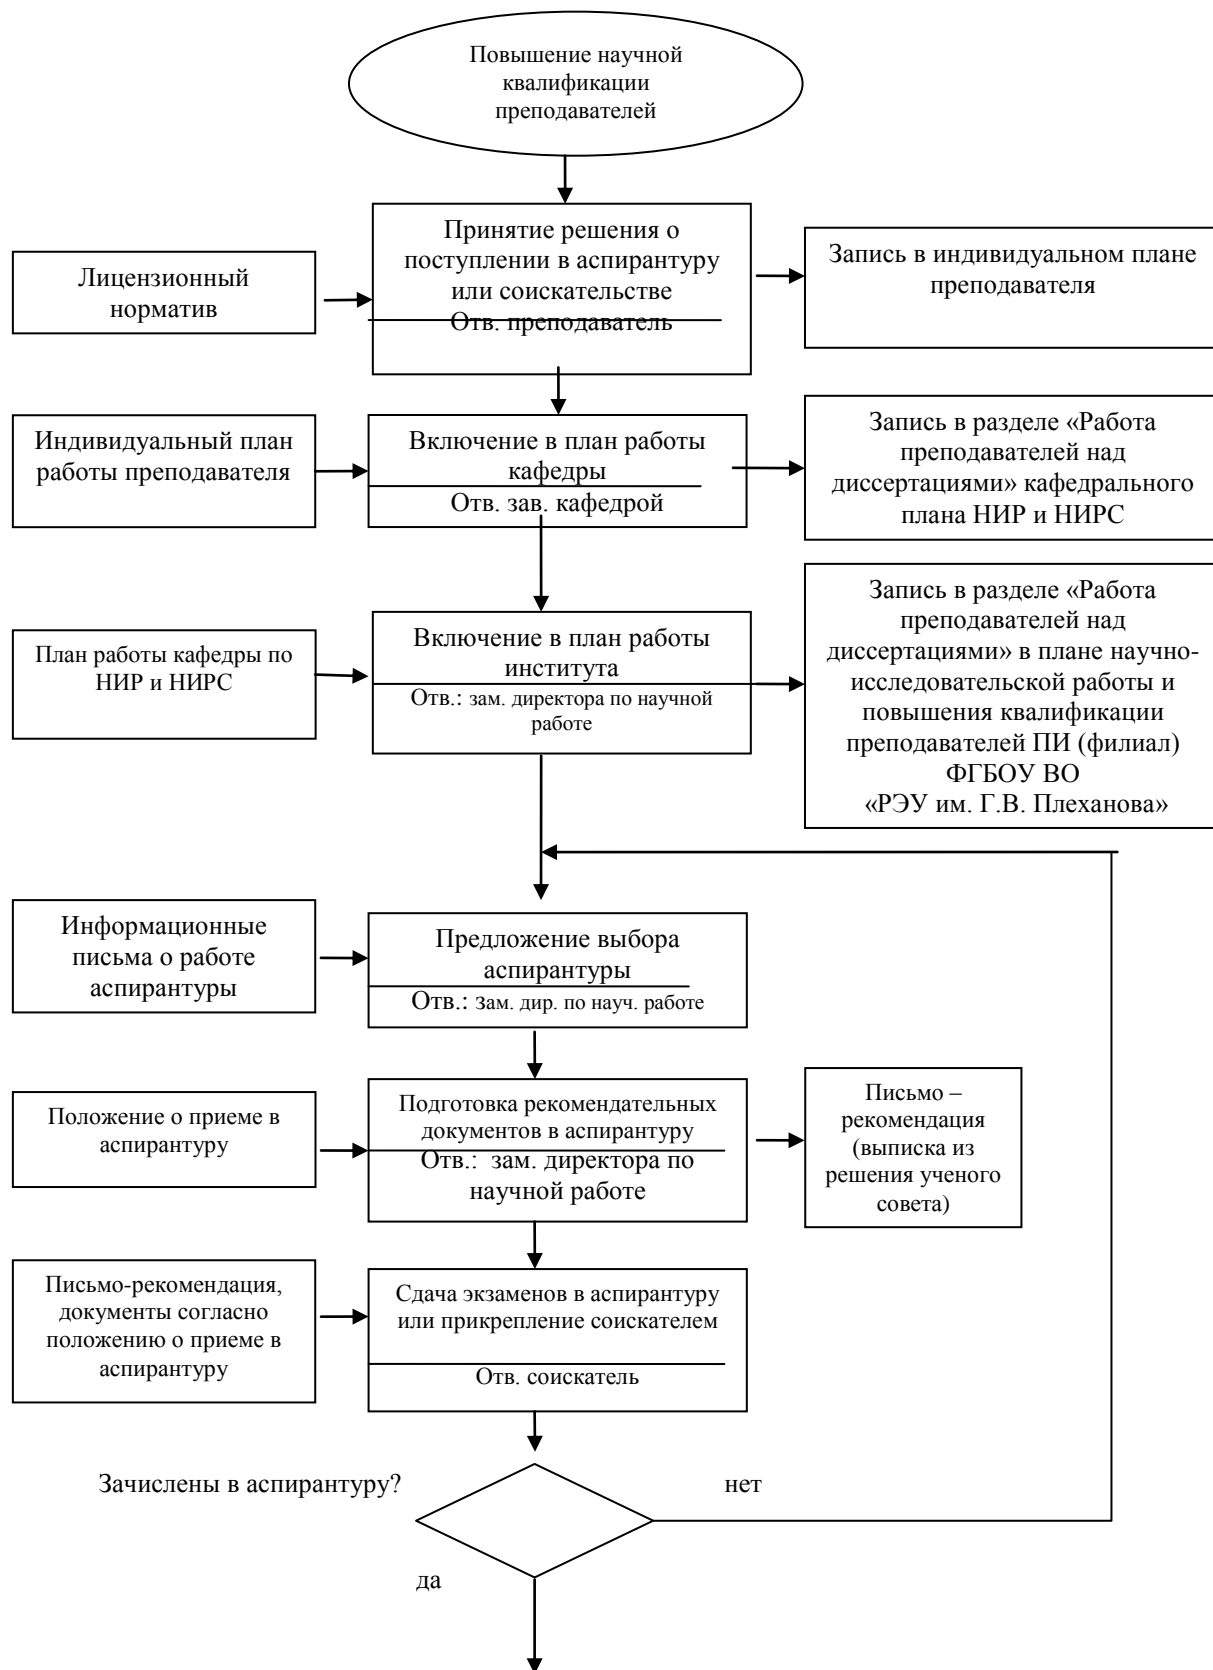 Повышение научной
квалификации
преподавателей
Лицензионный
норматив
Принятие решения о
поступлении в аспирантуру
или соискательстве
Отв. преподаватель
Запись в индивидуальном плане
преподавателя
Индивидуальный план
работы преподавателя
Включение в план работы
кафедры
Отв. зав. кафедрой
Запись в разделе «Работа
преподавателей над
диссертациями» кафедрального
плана НИР и НИРС
План работы кафедры по
НИР и НИРС
Включение в план работы
института
Отв.: зам. директора по научной
работе
Запись в разделе «Работа
преподавателей над
диссертациями» в плане научно-
исследовательской работы и
повышения квалификации
преподавателей ПИ (филиал)
ФГБОУ ВО
«РЭУ им. Г.В. Плеханова»
Информационные
письма о работе
аспирантуры
Предложение выбора
аспирантуры
Отв.: зам. дир. по науч. работе
Положение о приеме в
аспирантуру
Подготовка рекомендательных
документов в аспирантуру
Отв.: зам. директора по
научной работе
Письмо –
рекомендация
(выписка из
решения ученого
совета)
Письмо-рекомендация,
документы согласно
положению о приеме в
аспирантуру
Сдача экзаменов в аспирантуру
или прикрепление соискателем
Отв. соискатель
Зачислены в аспирантуру?
нет
да